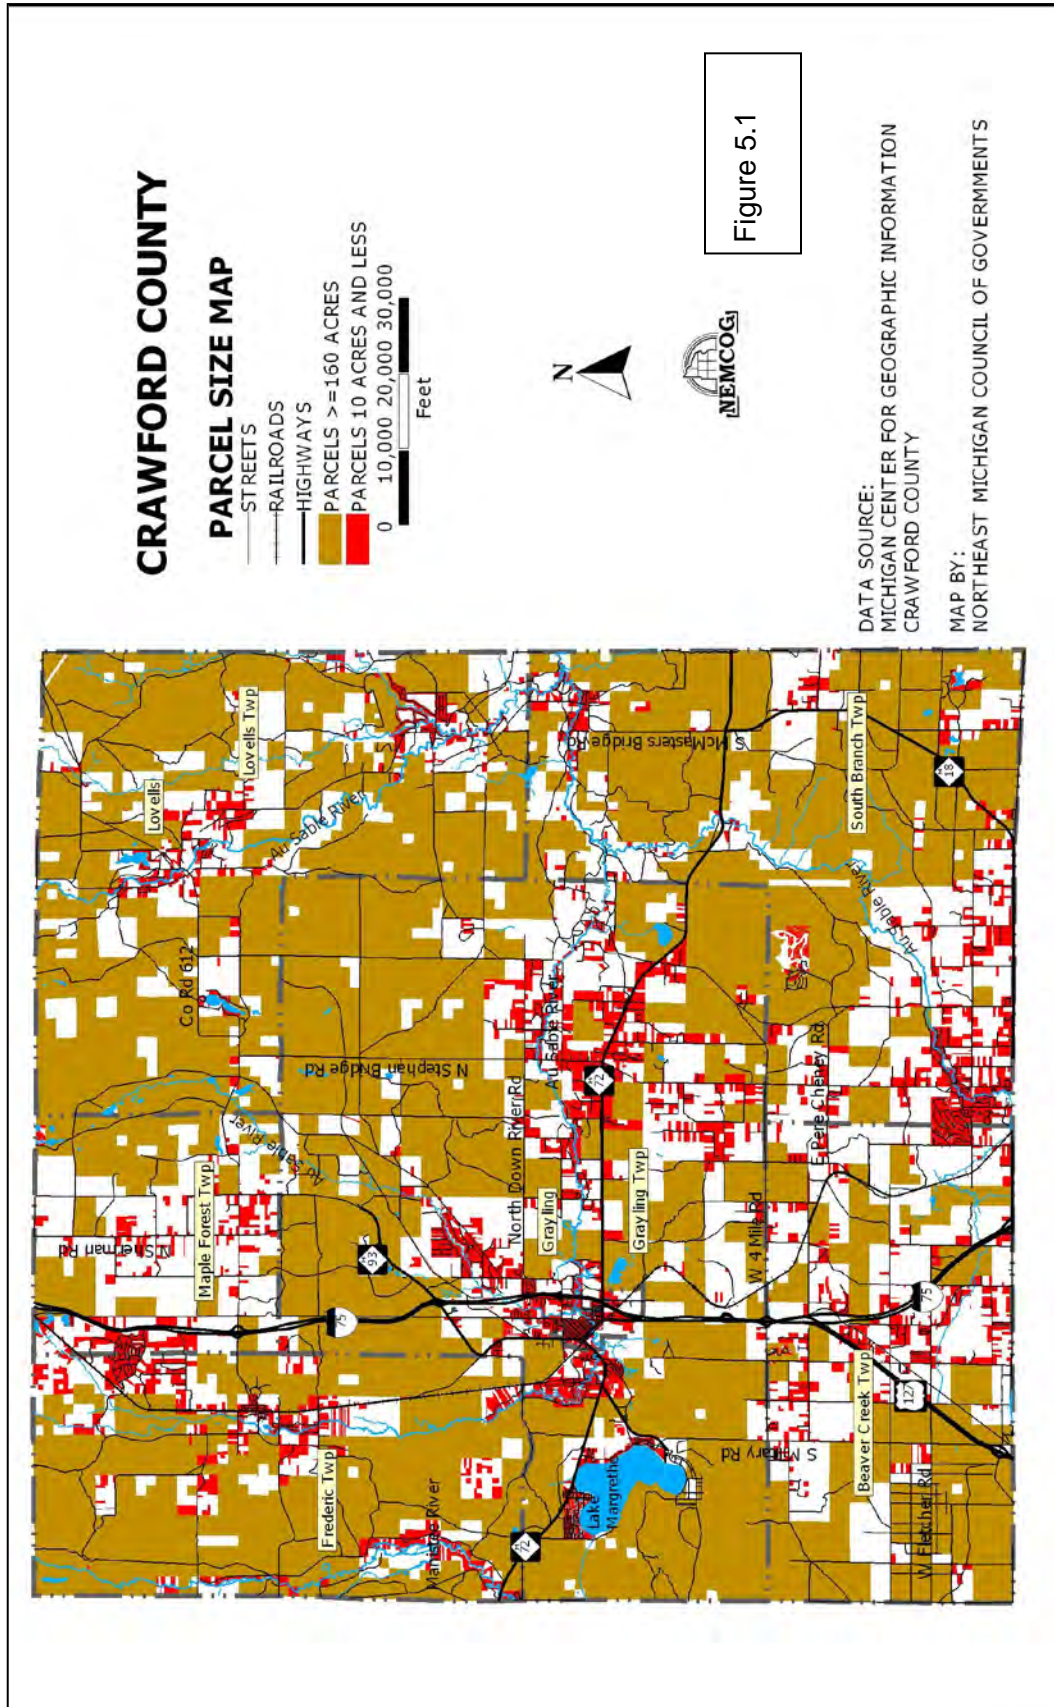 CRAWFORD COUNTY
PARCEL SIZE MAP
STREETS
RAILROADS
HIGHWAYS
PARCELS >=160 ACRES
PARCELS 10 ACRES AND LESS
0 10,000 20,000 30,000
Feet
N
NEMCOG
Figure 5.1
DATA SOURCE:
MICHIGAN CENTER FOR GEOGRAPHIC INFORMATION
CRAWFORD COUNTY
MAP BY:
NORTHEAST MICHIGAN COUNCIL OF GOVERNMENTS
Lovells
Lovells Twp
Au Sable River
Co Rd 612
N Stephan Bridge Rd
Au Sable River
Maple Forest Twp
N Sherman Rd
M
93
75
Frederic Twp
Manistee River
North Down River Rd
Au Sable River
Grayling
M
72
Grayling Twp
S McMasters Bridge Rd
M
72
Lake
Margrethe
S Military Rd
W 4 Mile Rd
E Pere Cheney Rd
South Branch Twp
Au Sable River
M
18
Beaver Creek Twp
127
75
W Fletcher Rd